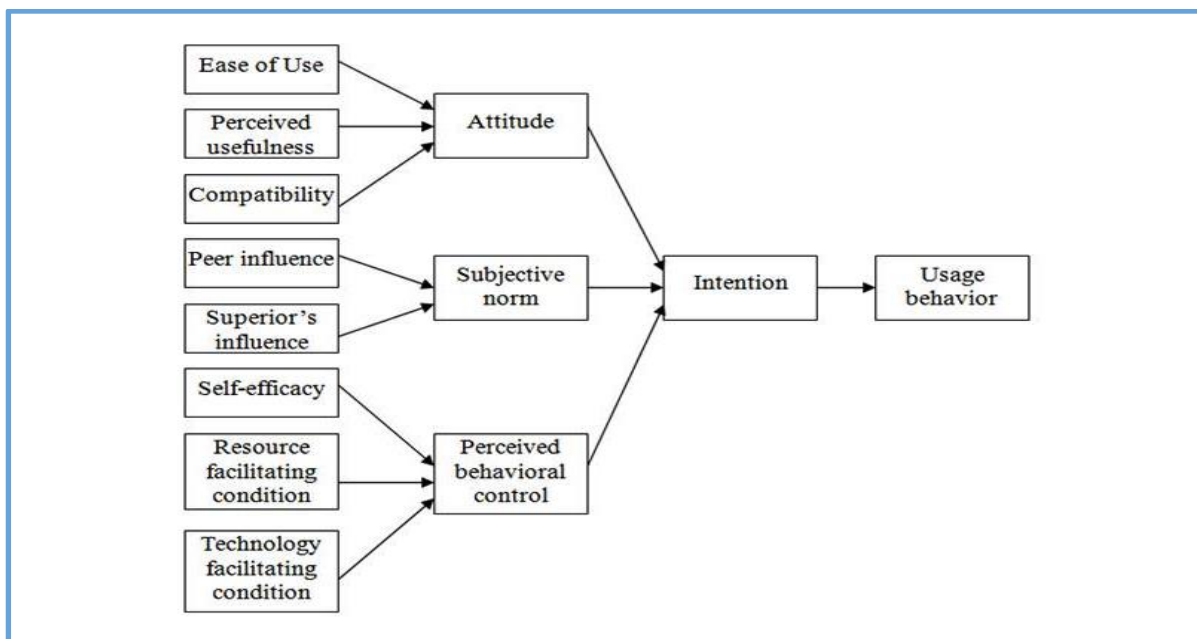 Ease of Use
Perceived
usefulness
Compatibility
Peer influence
Superior’s
influence
Self-efficacy
Resource
facilitating
condition
Technology
facilitating
condition
Attitude
Subjective
norm
Perceived
behavioral
control
Intention
Usage
behavior